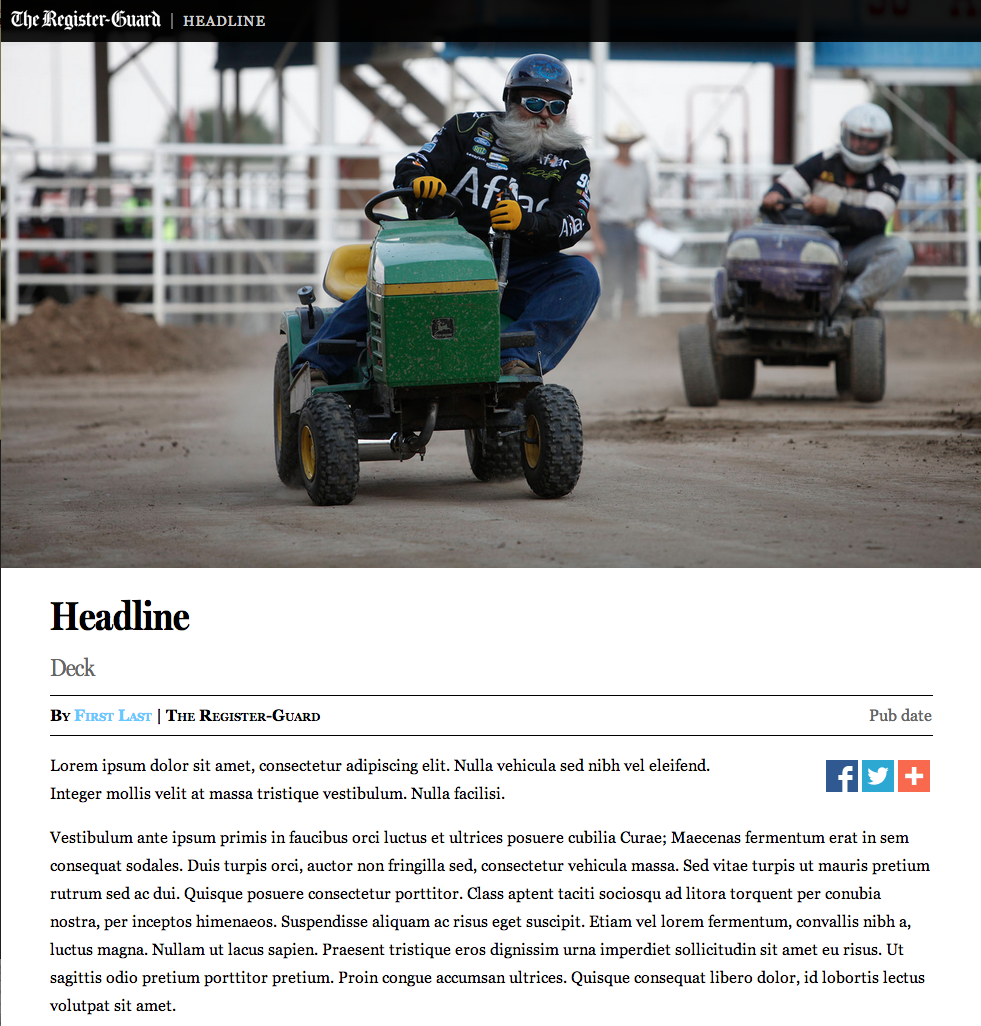 The Register-Guard | HEADLINE
Aflac
Aflac
Aflac
Headline
Deck
By First Last | The Register-Guard
Pub date
Lorem ipsum dolor sit amet, consectetur adipiscing elit. Nulla vehicula sed nibh vel eleifend.
Integer mollis velit at massa tristique vestibulum. Nulla facilisi.
Vestibulum ante ipsum primis in faucibus orci luctus et ultrices posuere cubilia Curae; Maecenas fermentum erat in sem
consequat sodales. Duis turpis orci, auctor non fringilla sed, consectetur vehicula massa. Sed vitae turpis ut mauris pretium
rutrum sed ac dui. Quisque posuere consectetur porttitor. Class aptent taciti sociosqu ad litora torquent per conubia
nostra, per inceptos himenaeos. Suspendisse aliquam ac risus eget suscipit. Etiam vel lorem fermentum, convallis nibh a,
luctus magna. Nullam ut lacus sapien. Praesent tristique eros dignissim urna imperdiet sollicitudin sit amet eu risus. Ut
sagittis odio pretium porttitor pretium. Proin congue accumsan ultrices. Quisque consequat libero dolor, id lobortis lectus
volutpat sit amet.